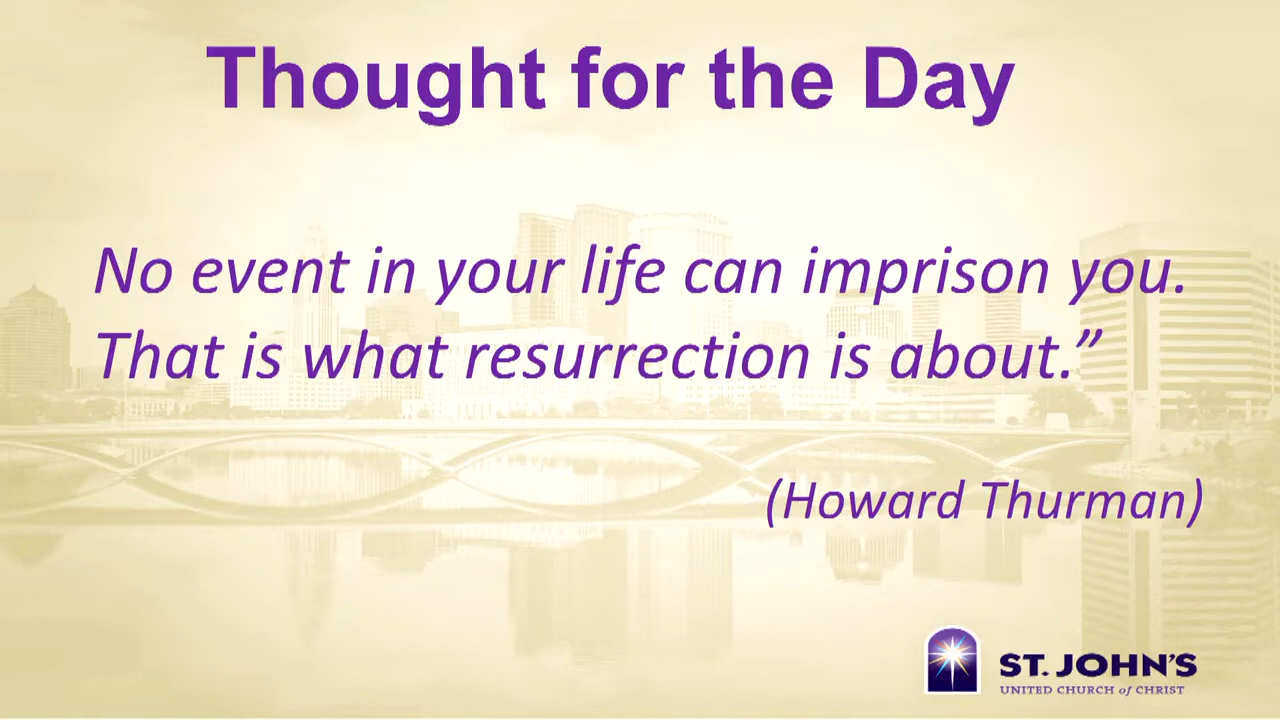 Thought for the Day
No event in your life can imprison you.
That is what resurrection is about.”
(Howard Thurman)
ST. JOHN'S
UNITED CHURCH of CHRIST